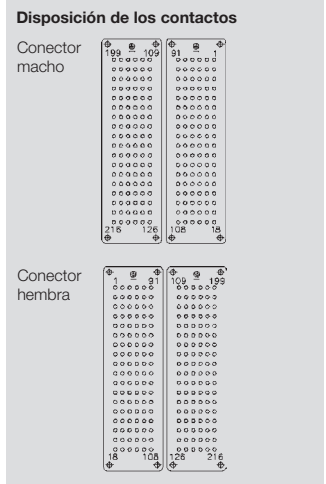 Disposición de los contactos
Conector
macho
199 109 91 1
216 126 108 18
Conector
hembra
1 91 109 199
18 108 126 216